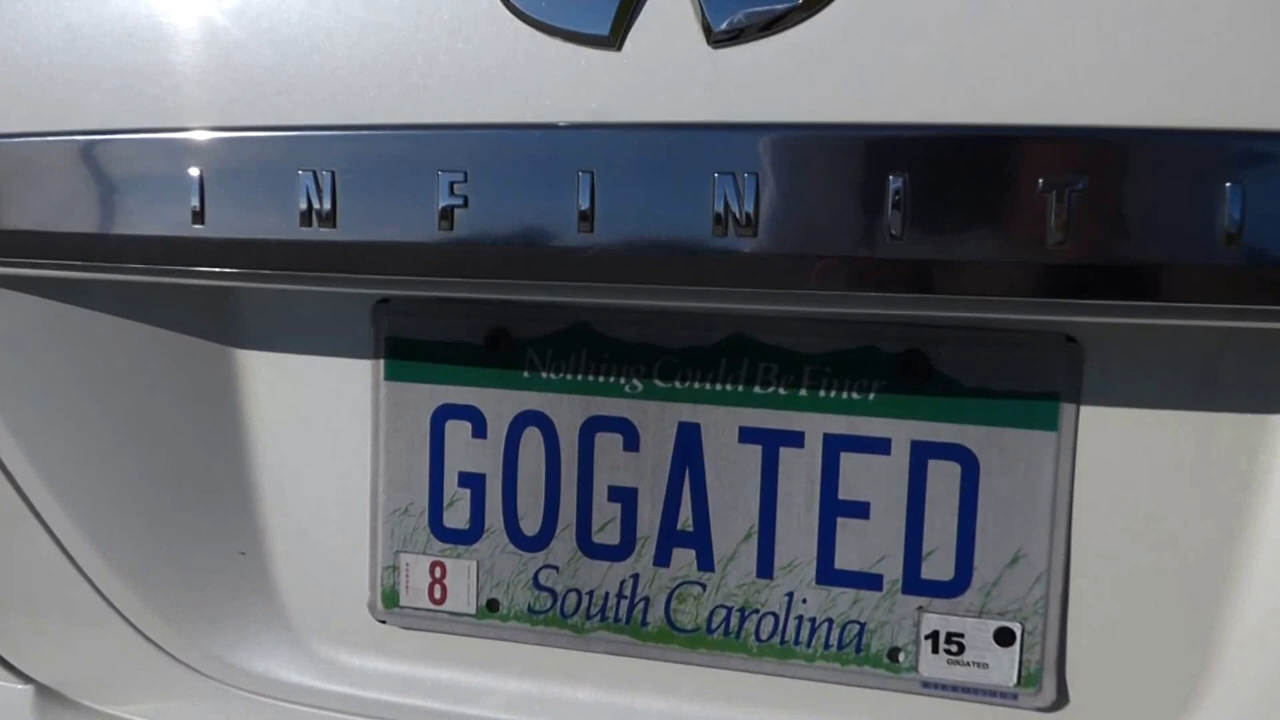 INFINITI
Nothing Could Be Finer
GOGATED
8
South Carolina
15
GOGATED